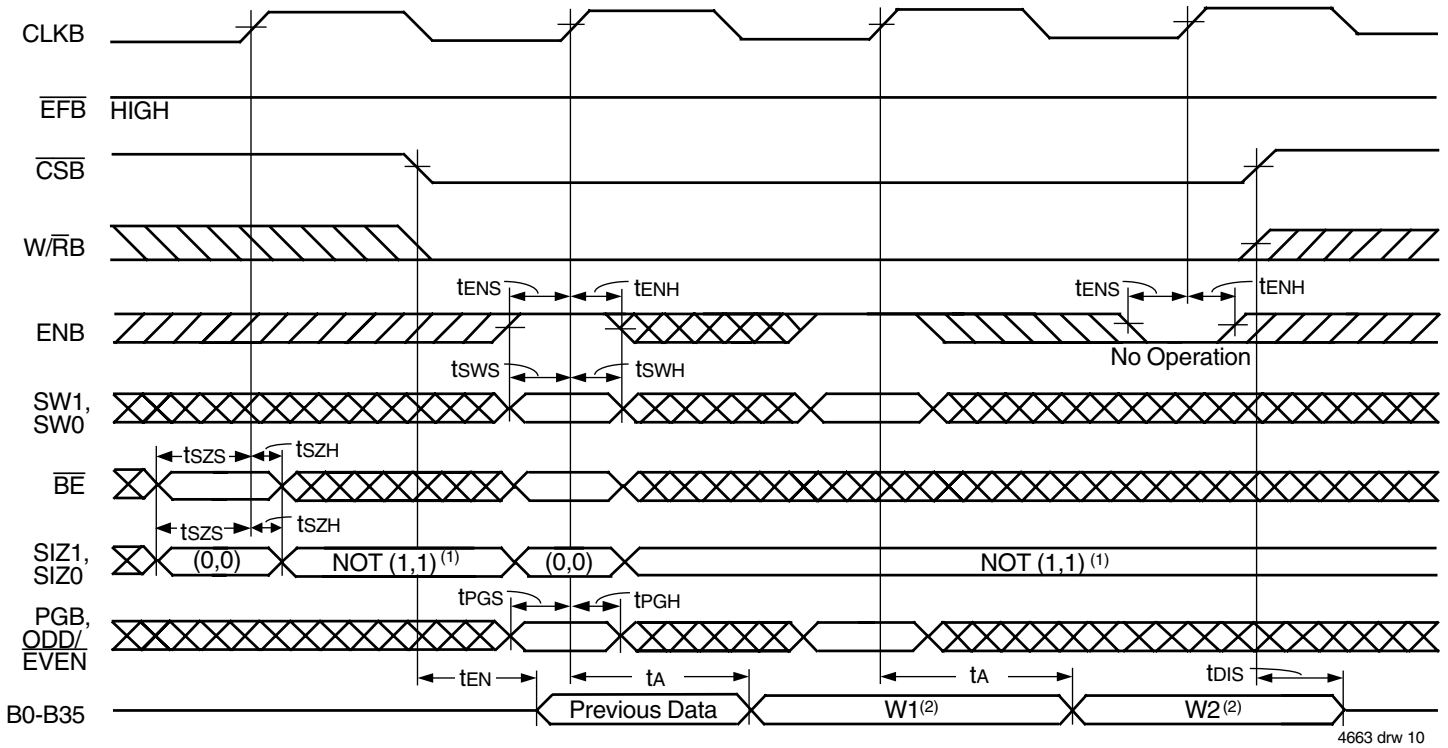 CLKB
EFB HIGH
CSB
W/RB
tENS tENH tENS tENH
ENB
No Operation
tSWS tSWH
SW1,
SW0
tSZS tSZH
BE
tSZS tSZH
SIZ1,
SIZ0
(0,0) NOT (1,1) (1) (0,0) NOT (1,1) (1)
tPGS tPGH
PGB,
ODD/
EVEN
tEN tA tA tDIS
B0-B35 Previous Data W1(2) W2(2)
4663 drw 10